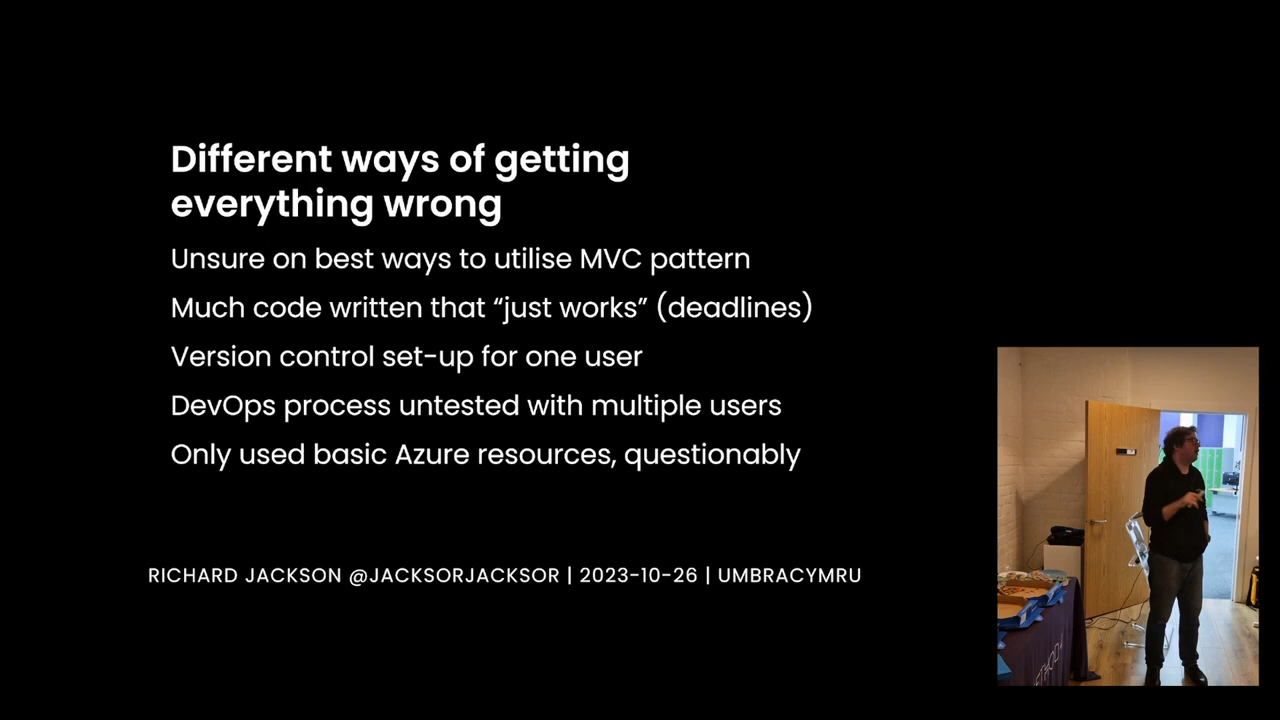 Different ways of getting
everything wrong
Unsure on best ways to utilise MVC pattern
Much code written that “just works” (deadlines)
Version control set-up for one user
DevOps process untested with multiple users
Only used basic Azure resources, questionably
RICHARD JACKSON @JACKSORJACKSOR | 2023-10-26 | UMBRACYMRU